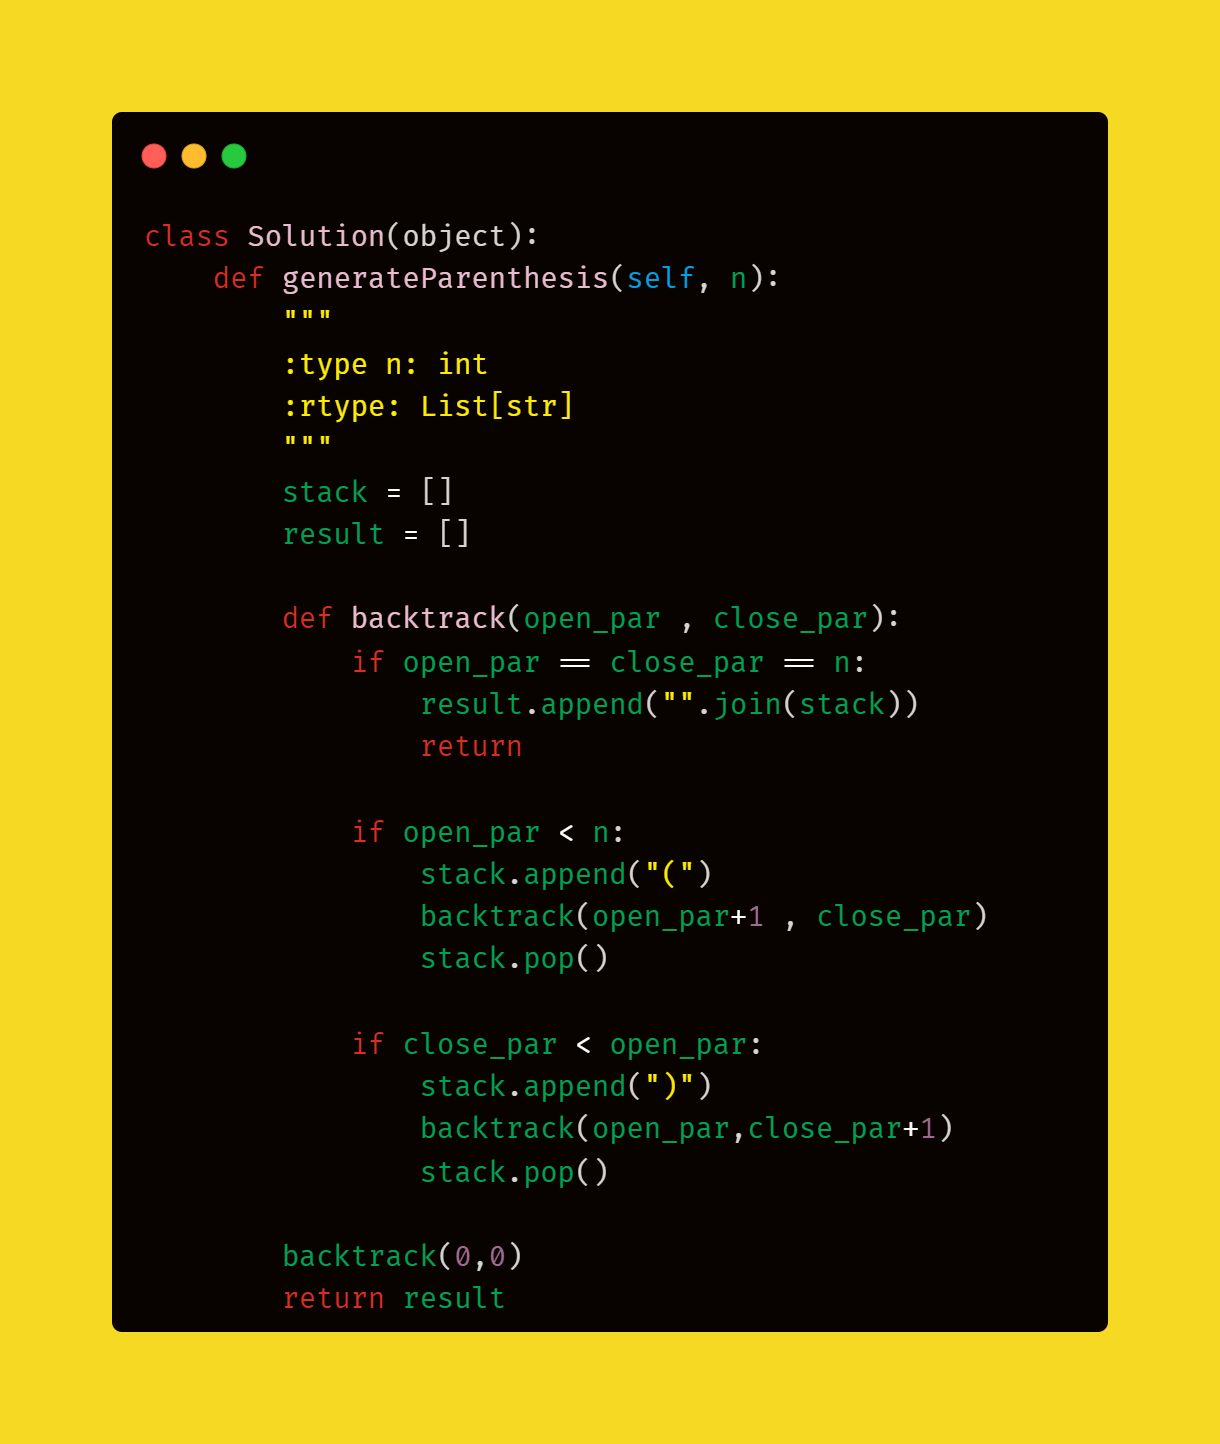 class Solution(object):
    def generateParenthesis(self, n):
        """
        :type n: int
        :rtype: List[str]
        """
        stack = []
        result = []

        def backtrack(open_par , close_par):
            if open_par == close_par == n:
                result.append("".join(stack))
                return

            if open_par < n:
                stack.append("(")
                backtrack(open_par+1 , close_par)
                stack.pop()

            if close_par < open_par:
                stack.append(")")
                backtrack(open_par,close_par+1)
                stack.pop()

        backtrack(0,0)
        return result